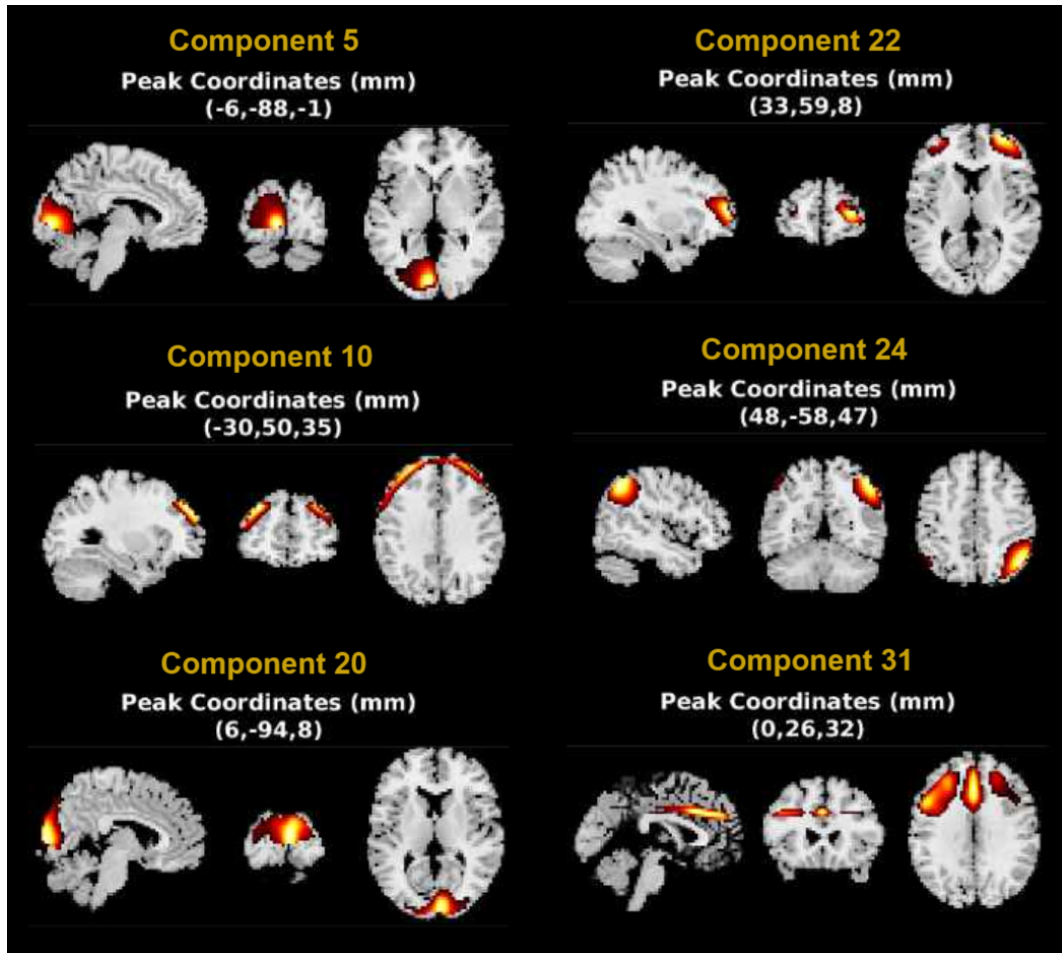 Component 5
Peak Coordinates (mm)
(-6,-88,-1)
Component 22
Peak Coordinates (mm)
(33,59,8)
Component 10
Peak Coordinates (mm)
(-30,50,35)
Component 24
Peak Coordinates (mm)
(48,-58,47)
Component 20
Peak Coordinates (mm)
(6,-94,8)
Component 31
Peak Coordinates (mm)
(0,26,32)